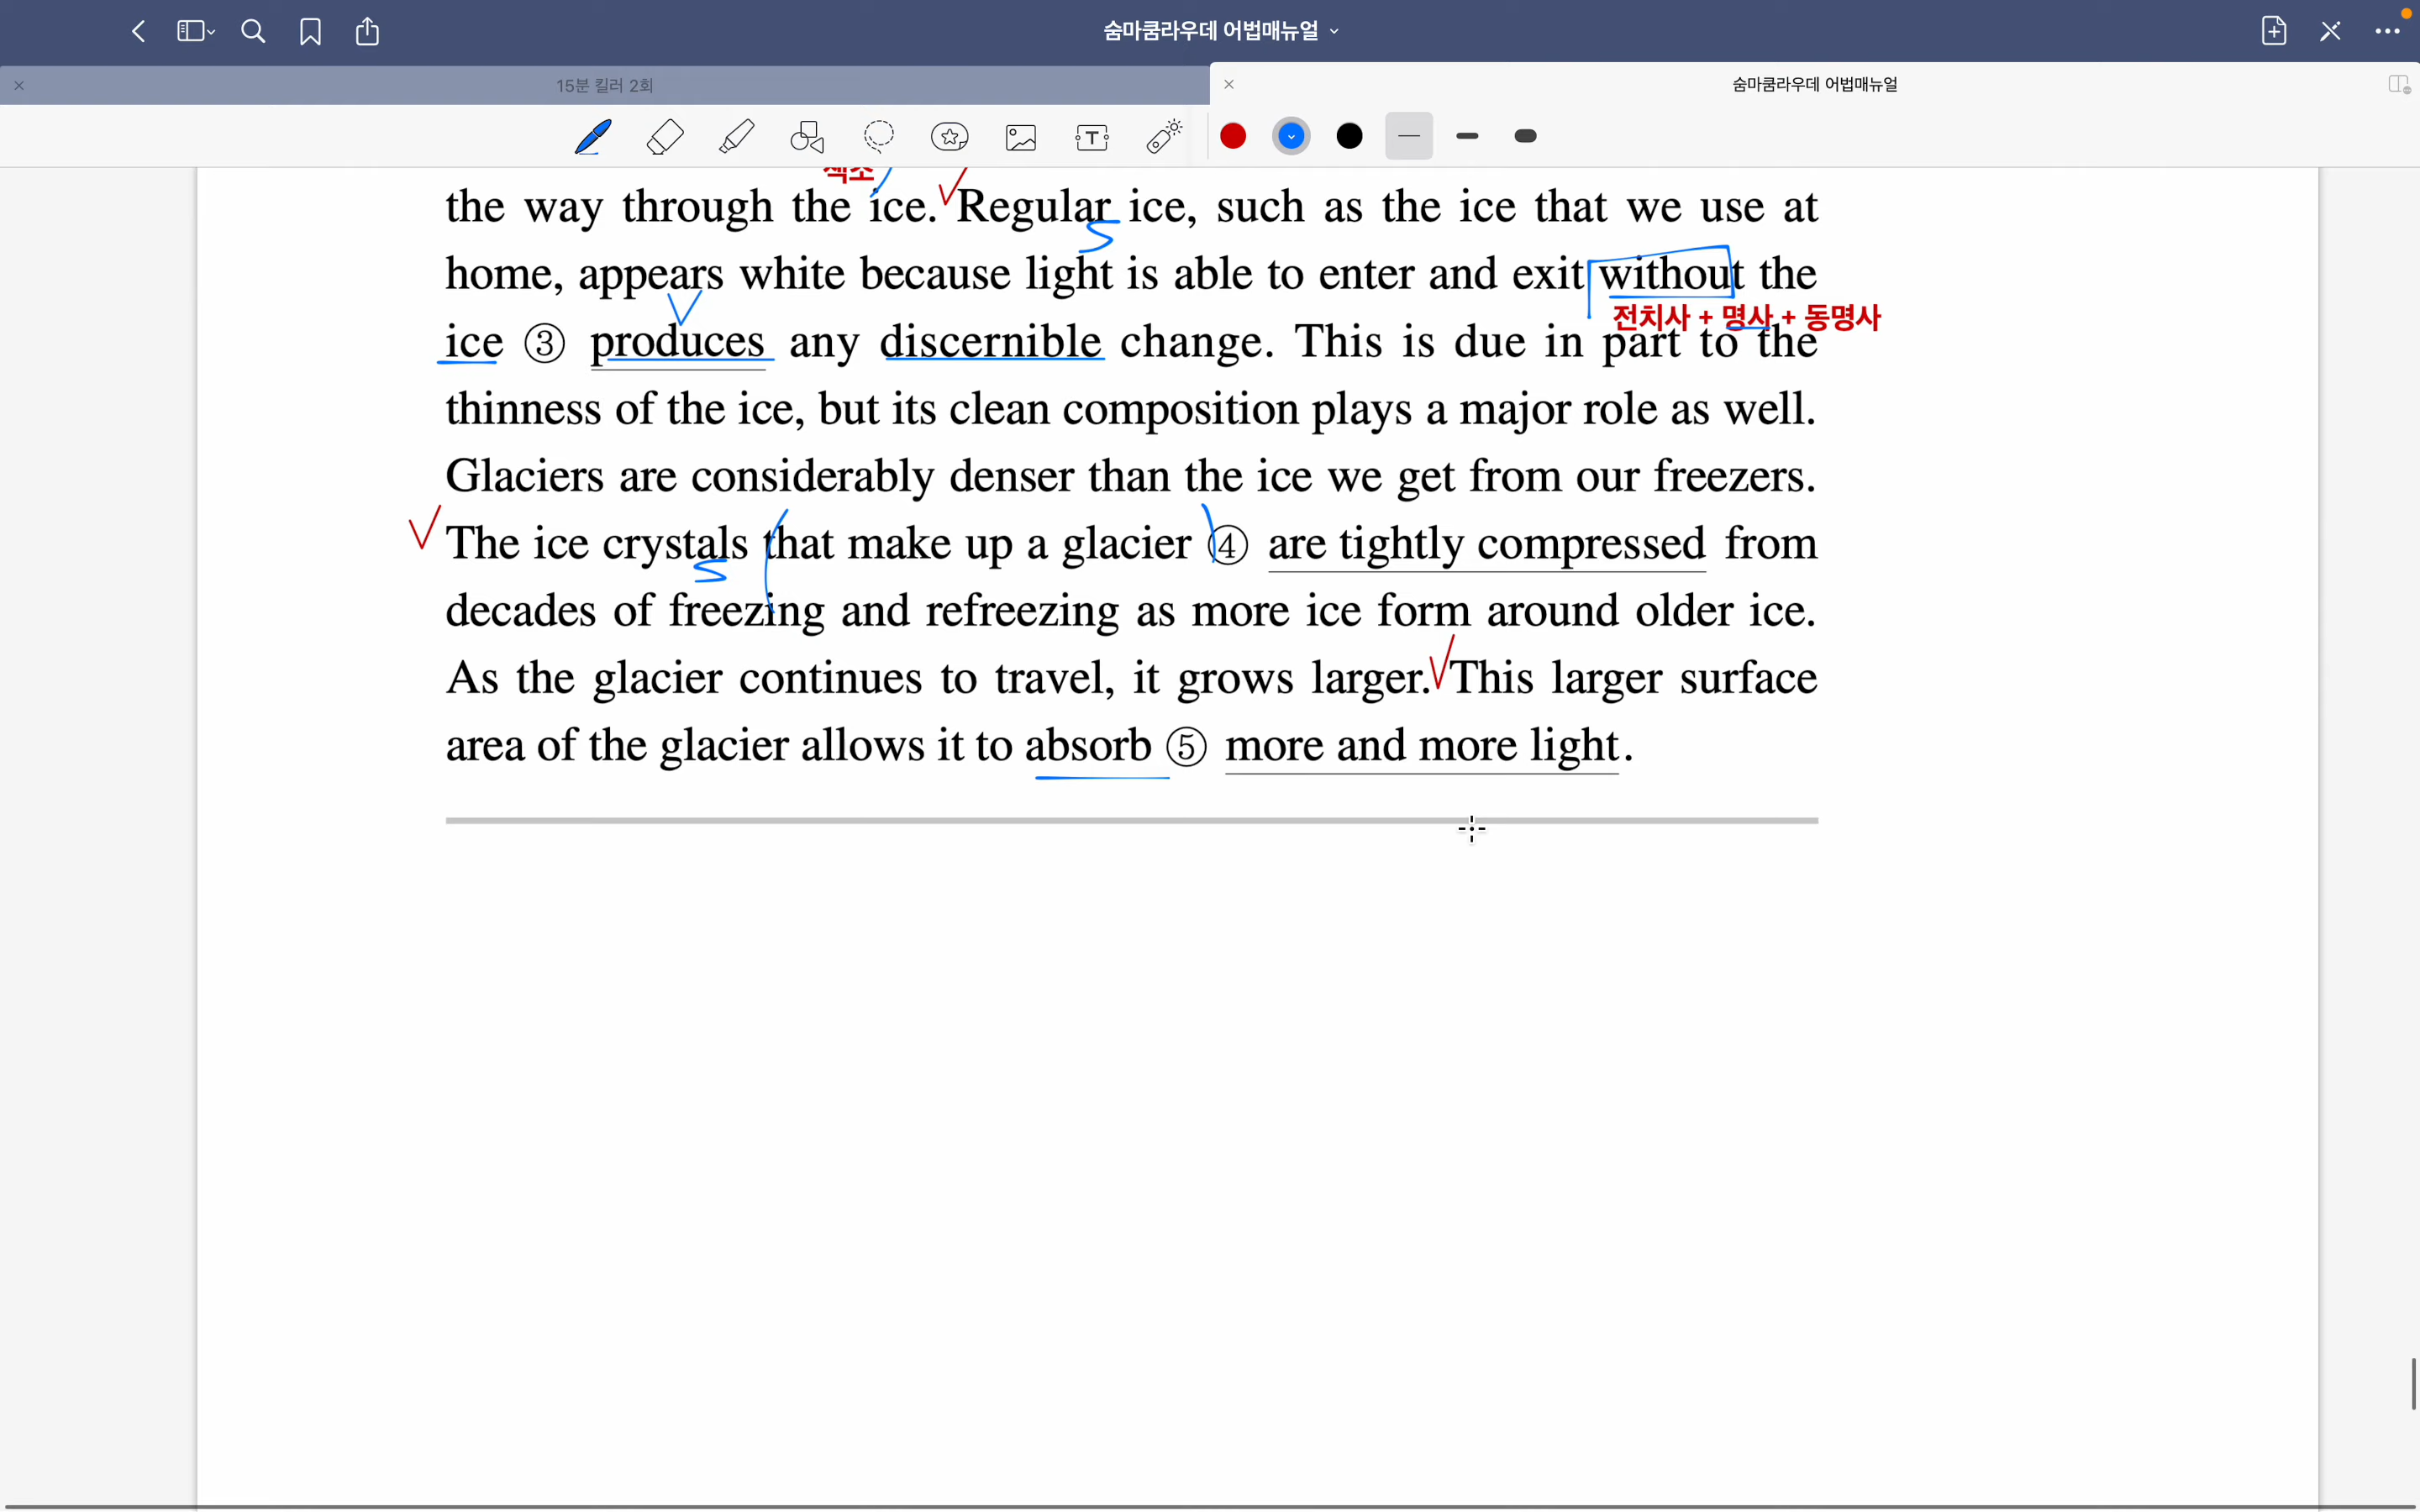 숨마쿰라우데 어법매뉴얼
15분 킬러 2회
숨마쿰라우데 어법매뉴얼
the way through the ice. Regular ice, such as the ice that we use at
S
home, appears white because light is able to enter and exit without the
V
전치사 + 명사 + 동명사
ice ③ produces any discernible change. This is due in part to the
thinness of the ice, but its clean composition plays a major role as well.
Glaciers are considerably denser than the ice we get from our freezers.
The ice crystals that make up a glacier ④ are tightly compressed from
S
decades of freezing and refreezing as more ice form around older ice.
As the glacier continues to travel, it grows larger. This larger surface
area of the glacier allows it to absorb ⑤ more and more light.